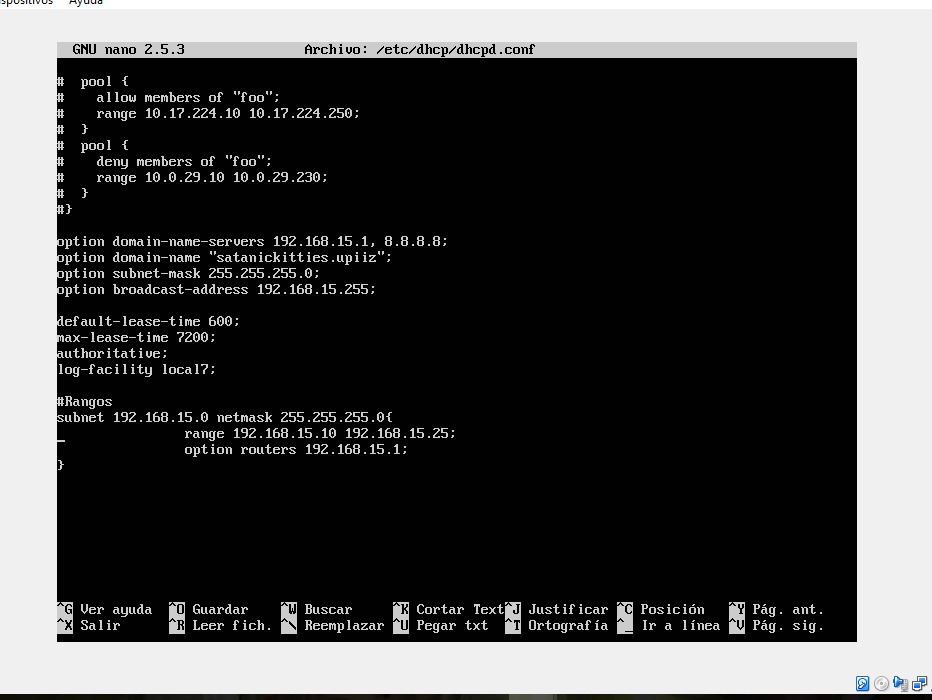 Ayuda
GNU nano 2.5.3 Archivo: /etc/dhcp/dhcpd.conf
#  pool {
#    allow members of "foo";
#    range 10.17.224.10 10.17.224.250;
#  }
#  pool {
#    deny members of "foo";
#    range 10.0.29.10 10.0.29.230;
#  }
#}
option domain-name-servers 192.168.15.1, 8.8.8.8;
option domain-name "satanickitties.upiiz";
option subnet-mask 255.255.255.0;
option broadcast-address 192.168.15.255;
default-lease-time 600;
max-lease-time 7200;
authoritative;
log-facility local7;
#Rangos
subnet 192.168.15.0 netmask 255.255.255.0{
range 192.168.15.10 192.168.15.25;
option routers 192.168.15.1;
}
^G Ver ayuda ^O Guardar ^W Buscar ^K Cortar Text ^J Justificar ^C Posición ^Y Pág. ant.
^X Salir ^R Leer fich. ^\ Reemplazar ^U Pegar txt ^T Ortografía ^_ Ir a línea ^V Pág. sig.